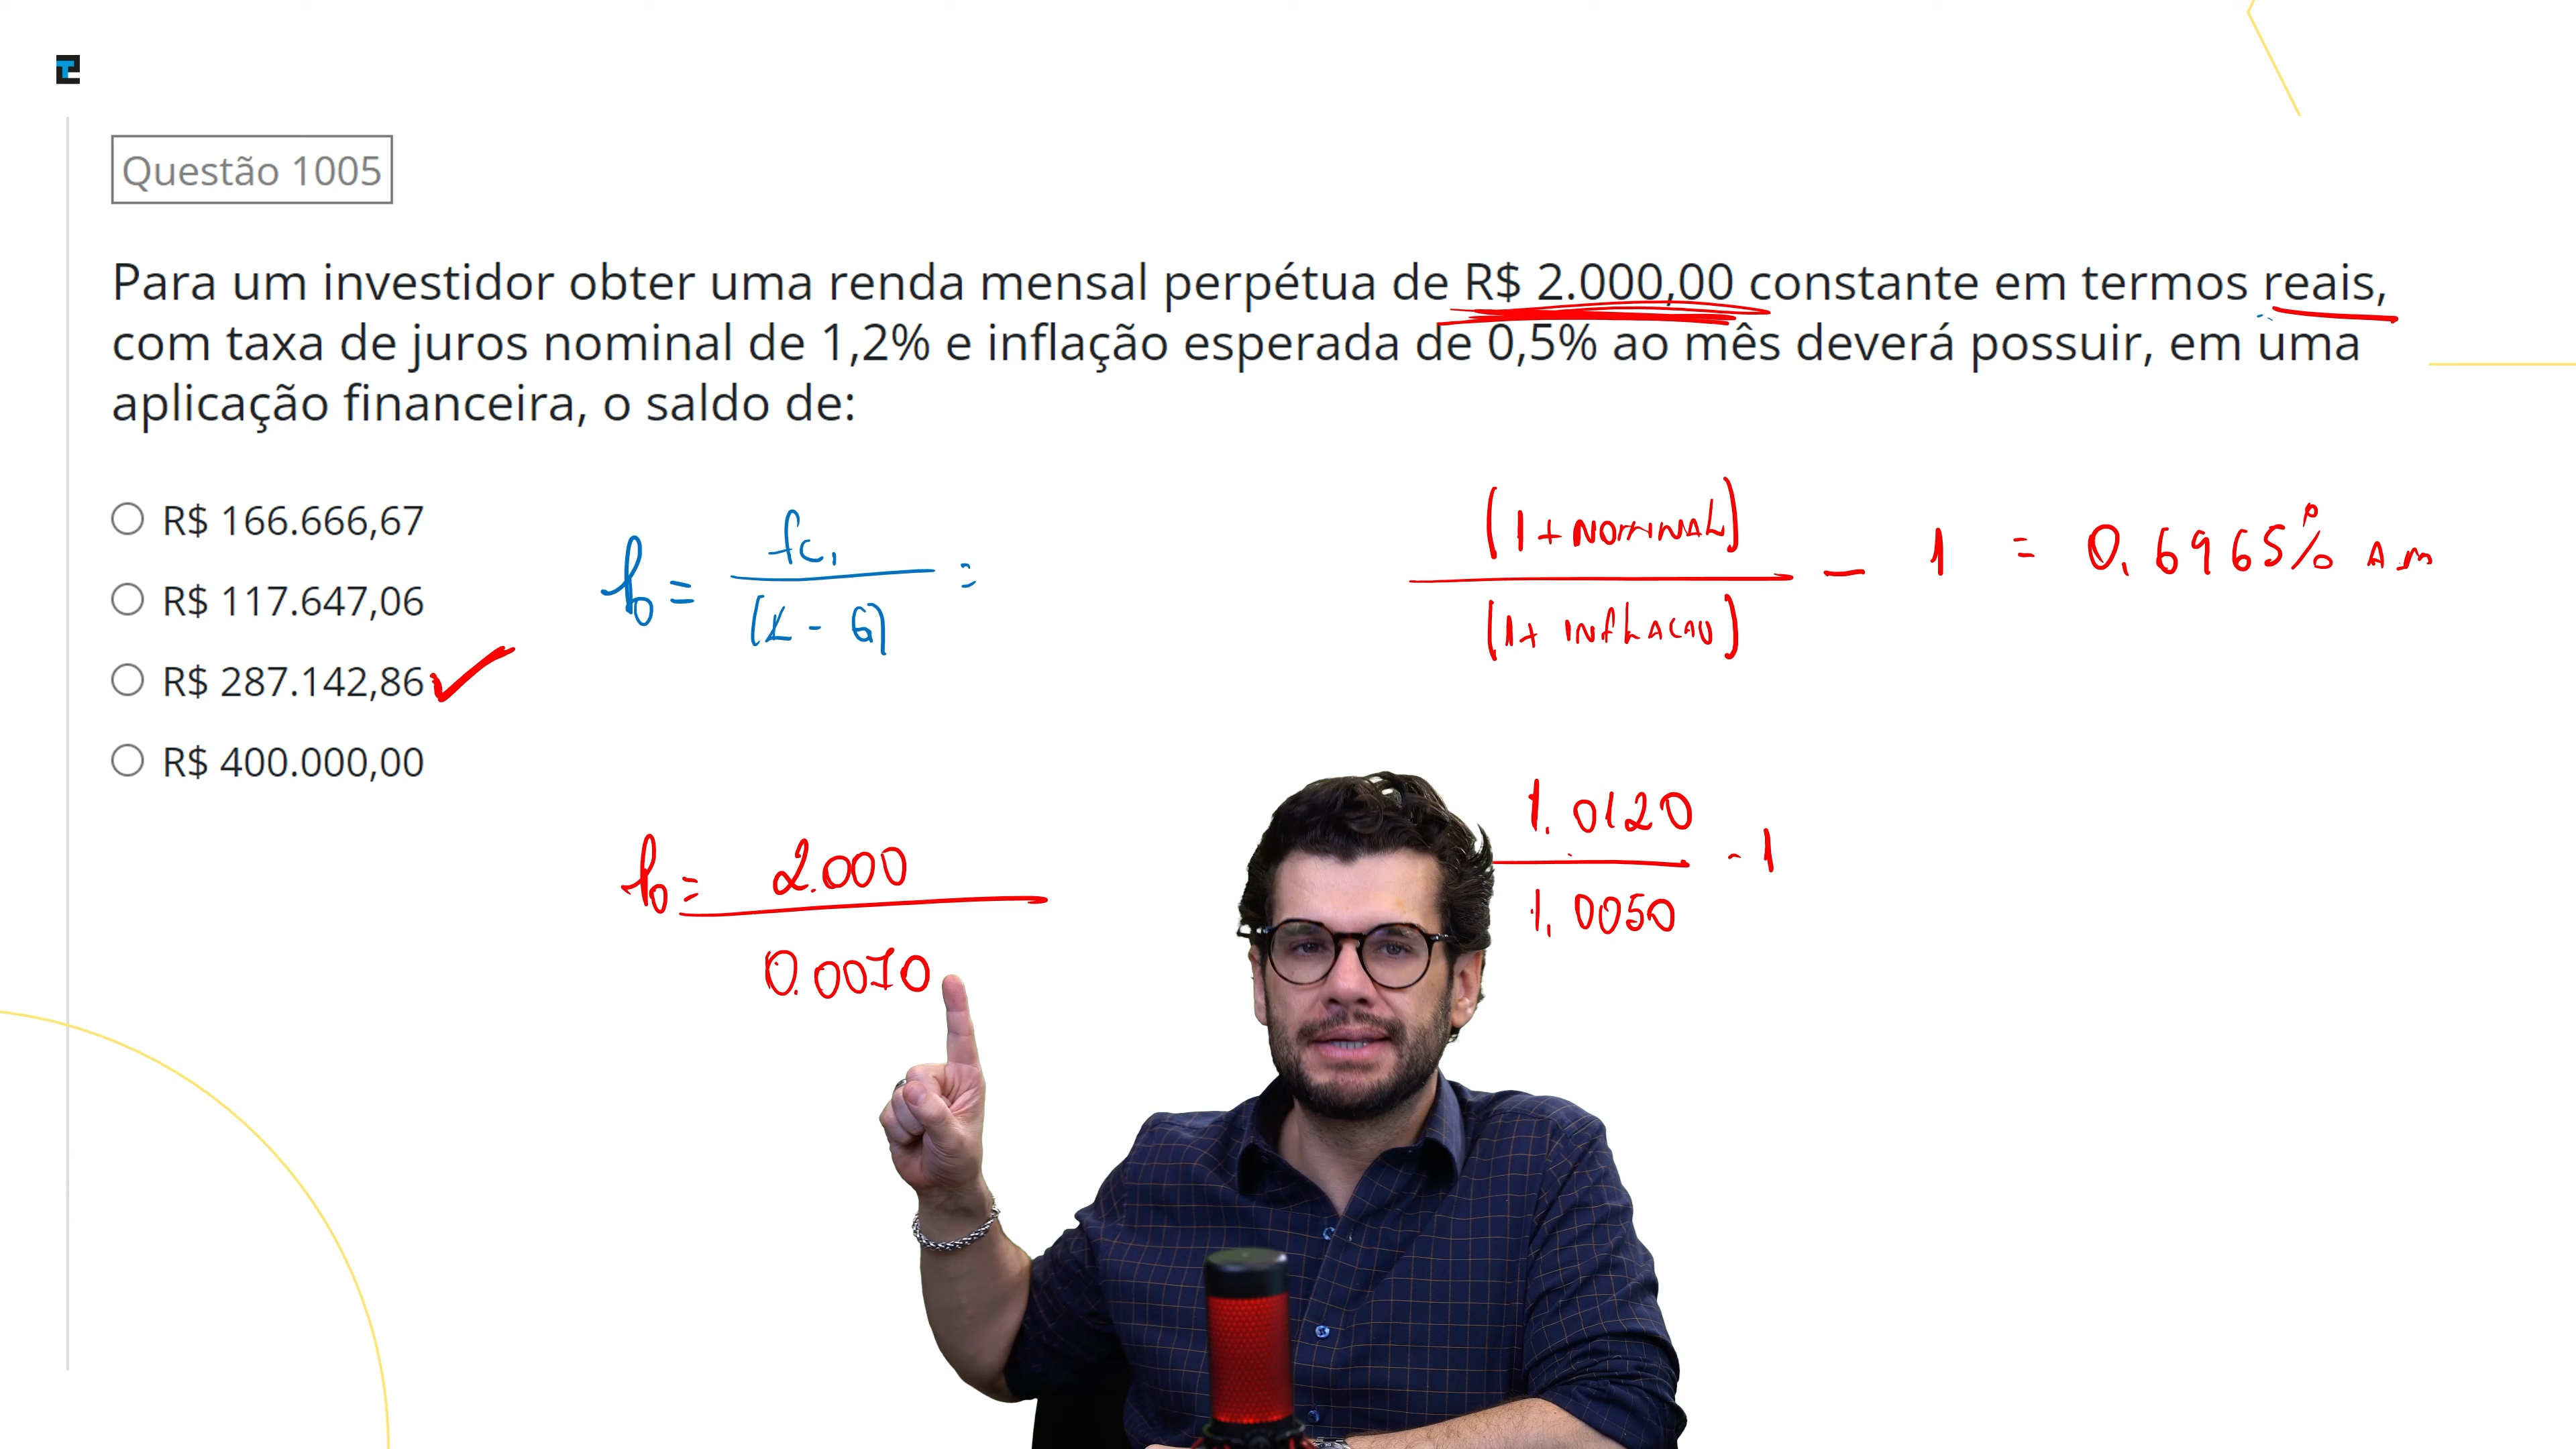 Questão 1005
Para um investidor obter uma renda mensal perpétua de R$ 2.000,00 constante em termos reais,
com taxa de juros nominal de 1,2% e inflação esperada de 0,5% ao mês deverá possuir, em uma
aplicação financeira, o saldo de:
R$ 166.666,67
R$ 117.647,06
R$ 287.142,86
R$ 400.000,00
fc1
=
(K - G)
=
(1 + NOMINAL)
(1 + INFLACAO)
- 1 = 0.6965% A.M
2.000
=
0.0070
1.0120
1.0050
- 1